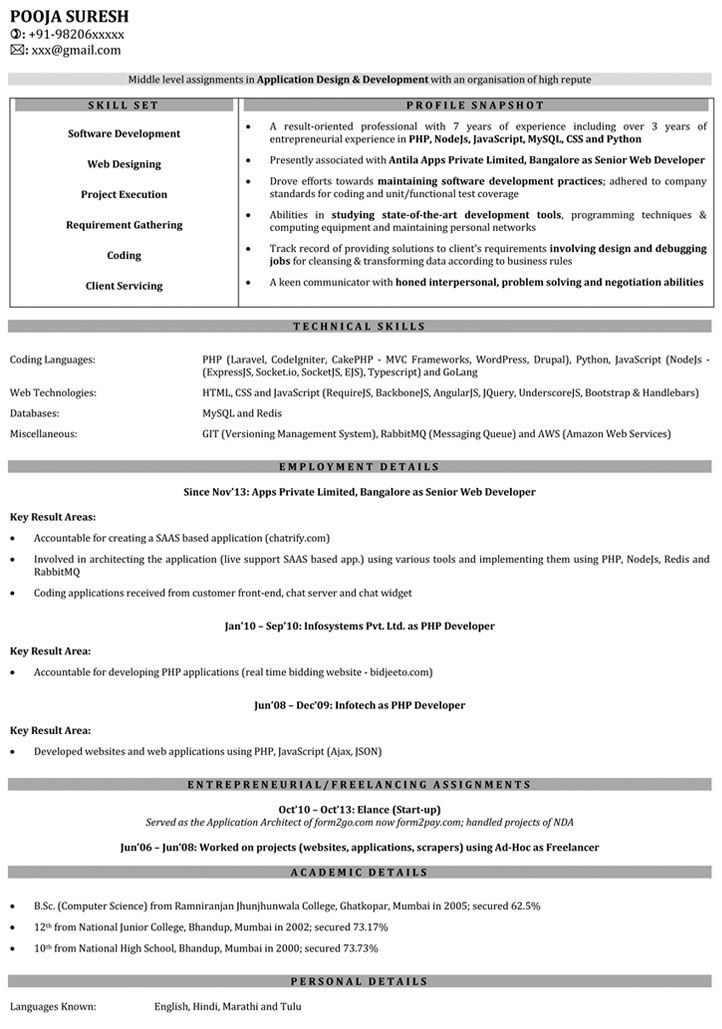 POOJA SURESH
: +91-98206xxxxx
: xxx@gmail.com
Middle level assignments in Application Design & Development with an organisation of high repute
SKILL SET
Software Development
Web Designing
Project Execution
Requirement Gathering
Coding
Client Servicing
PROFILE SNAPSHOT
• A result-oriented professional with 7 years of experience including over 3 years of
entrepreneurial experience in PHP, NodeJs, JavaScript, MySQL, CSS and Python
• Presently associated with Antila Apps Private Limited, Bangalore as Senior Web Developer
• Drove efforts towards maintaining software development practices; adhered to company
standards for coding and unit/functional test coverage
• Abilities in studying state-of-the-art development tools, programming techniques &
computing equipment and maintaining personal networks
• Track record of providing solutions to client's requirements involving design and debugging
jobs for cleansing & transforming data according to business rules
• A keen communicator with honed interpersonal, problem solving and negotiation abilities
TECHNICAL SKILLS
Coding Languages: PHP (Laravel, CodeIgniter, CakePHP - MVC Frameworks, WordPress, Drupal), Python, JavaScript (NodeJs -
(ExpressJS, Socket.io, SocketJS, EJS), Typescript) and GoLang
Web Technologies: HTML, CSS and JavaScript (RequireJS, BackboneJS, AngularJS, JQuery, UnderscoreJS, Bootstrap & Handlebars)
Databases: MySQL and Redis
Miscellaneous: GIT (Versioning Management System), RabbitMQ (Messaging Queue) and AWS (Amazon Web Services)
EMPLOYMENT DETAILS
Since Nov'13: Apps Private Limited, Bangalore as Senior Web Developer
Key Result Areas:
• Accountable for creating a SAAS based application (chatrify.com)
• Involved in architecting the application (live support SAAS based app.) using various tools and implementing them using PHP, NodeJs, Redis and
RabbitMQ
• Coding applications received from customer front-end, chat server and chat widget
Jan'10 – Sep'10: Infosystems Pvt. Ltd. as PHP Developer
Key Result Area:
• Accountable for developing PHP applications (real time bidding website - bidjeeto.com)
Jun'08 – Dec'09: Infotech as PHP Developer
Key Result Area:
• Developed websites and web applications using PHP, JavaScript (Ajax, JSON)
ENTREPRENEURIAL/FREELANCING ASSIGNMENTS
Oct'10 – Oct'13: Elance (Start-up)
Served as the Application Architect of form2go.com now form2pay.com; handled projects of NDA
Jun'06 – Jun'08: Worked on projects (websites, applications, scrapers) using Ad-Hoc as Freelancer
ACADEMIC DETAILS
• B.Sc. (Computer Science) from Ramniranjan Jhunjhunwala College, Ghatkopar, Mumbai in 2005; secured 62.5%
• 12th from National Junior College, Bhandup, Mumbai in 2002; secured 73.17%
• 10th from National High School, Bhandup, Mumbai in 2000; secured 73.73%
PERSONAL DETAILS
Languages Known: English, Hindi, Marathi and Tulu